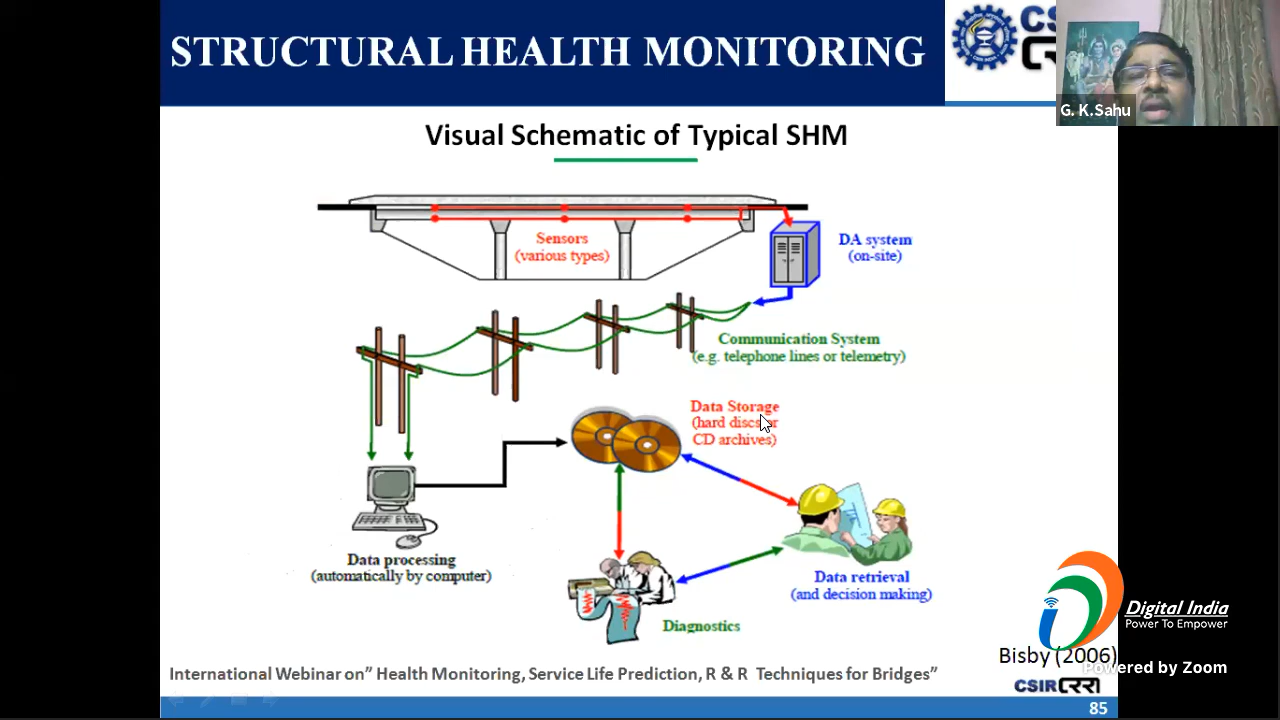 STRUCTURAL HEALTH MONITORING
G. K.Sahu
Visual Schematic of Typical SHM
Sensors
(various types)
DA system
(on-site)
Communication System
(e.g. telephone lines or telemetry)
Data Storage
(hard discs or
CD archives)
Data processing
(automatically by computer)
Data retrieval
(and decision making)
Diagnostics
Digital India
Power To Empower
Bisby (2006)
Powered by Zoom
International Webinar on” Health Monitoring, Service Life Prediction, R & R Techniques for Bridges”
CSIR CRRI
85